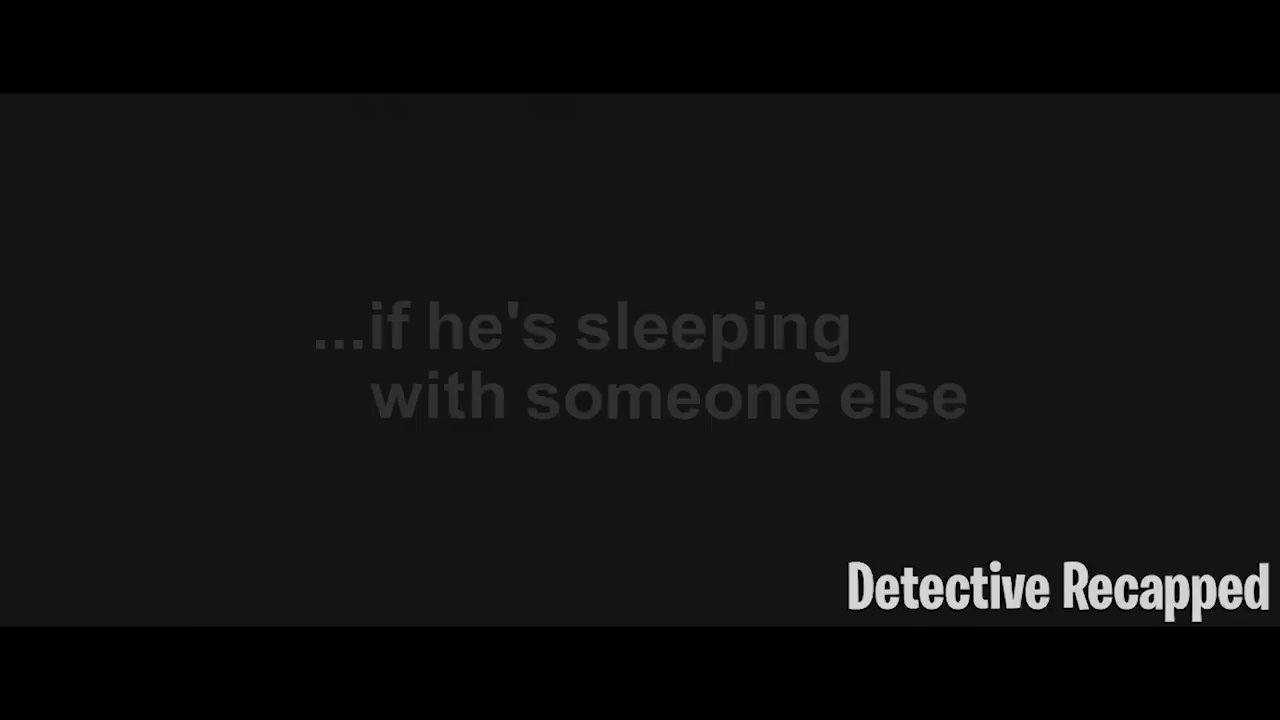 ...if he's sleeping
with someone else
Detective Recapped